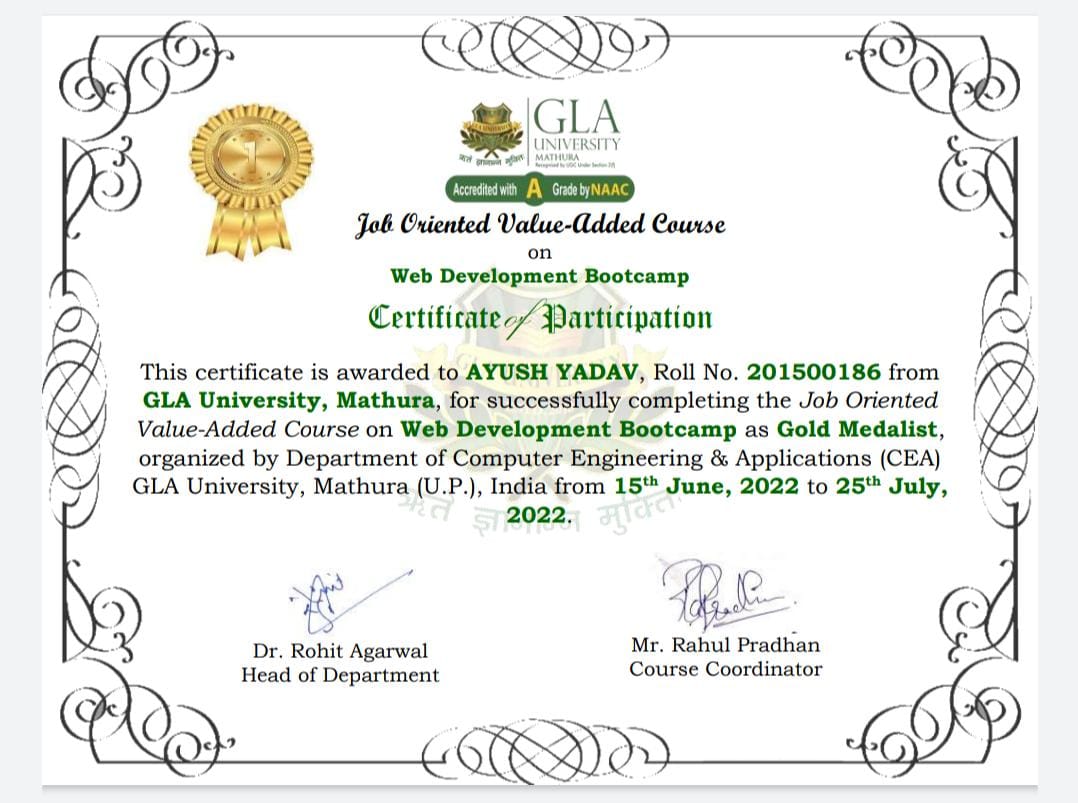 1
GLA
UNIVERSITY
MATHURA
Recognised by UGC Under Section 2(f)
GLA UNIVERSITY
ऋते ज्ञानान्न मुक्तिः
Accredited with A Grade by NAAC
Job Oriented Value-Added Course
on
Web Development Bootcamp
Certificate of Participation
This certificate is awarded to AYUSH YADAV, Roll No. 201500186 from
GLA University, Mathura, for successfully completing the Job Oriented
Value-Added Course on Web Development Bootcamp as Gold Medalist,
organized by Department of Computer Engineering & Applications (CEA)
GLA University, Mathura (U.P.), India from 15th June, 2022 to 25th July,
2022.
ऋते ज्ञानान्न मुक्तिः
Dr. Rohit Agarwal
Head of Department
Mr. Rahul Pradhan
Course Coordinator